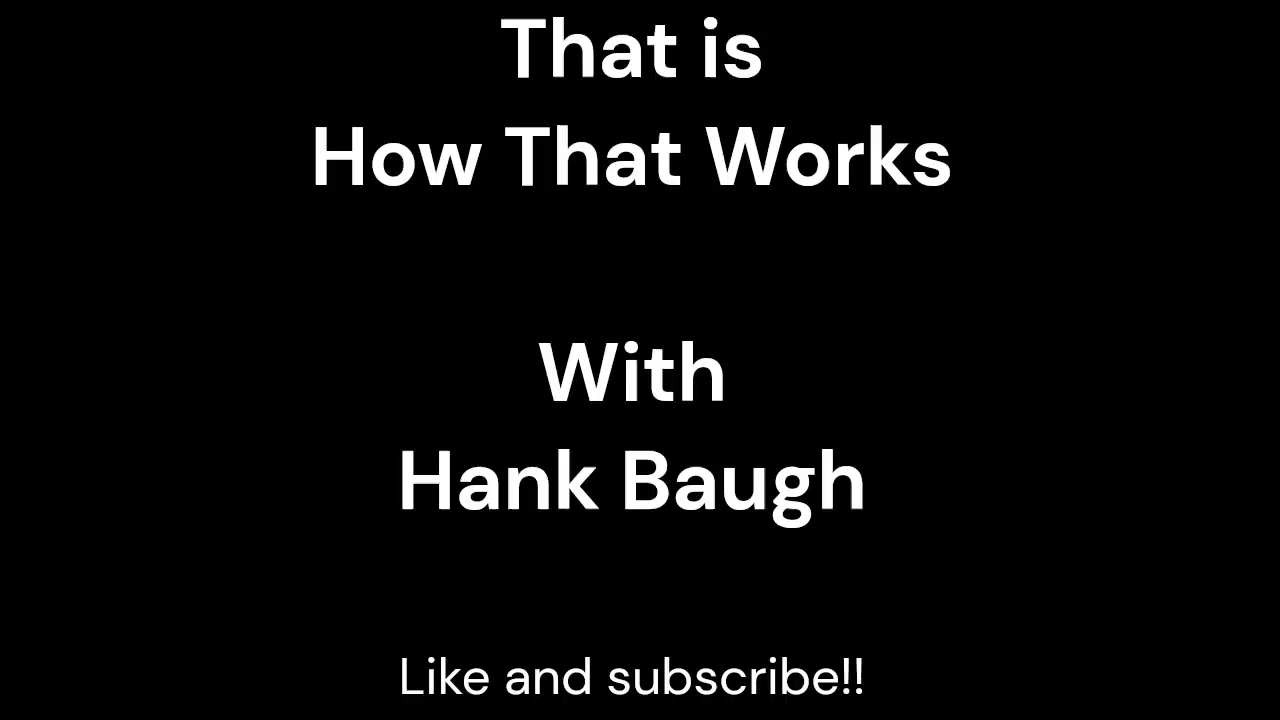 That is
How That Works
With
Hank Baugh
Like and subscribe!!